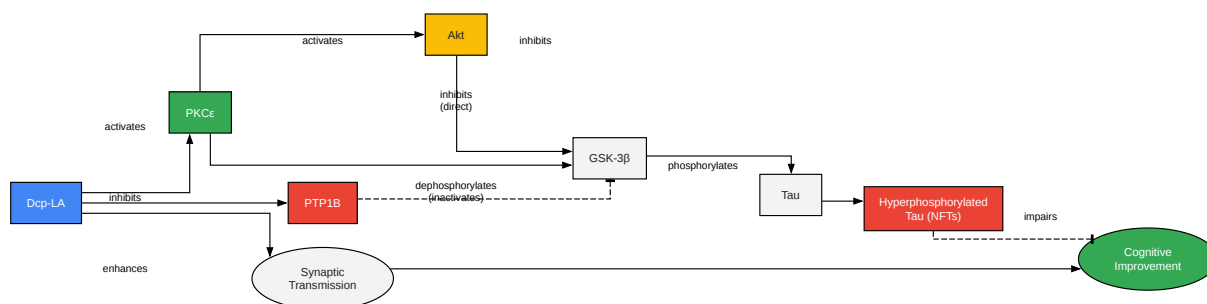 activates
Akt
inhibits
inhibits
(direct)
PKCε
activates
GSK-3β
phosphorylates
Dcp-LA
inhibits
PTP1B
dephosphorylates
(inactivates)
Tau
Hyperphosphorylated
Tau (NFTs)
impairs
enhances
Synaptic
Transmission
Cognitive
Improvement